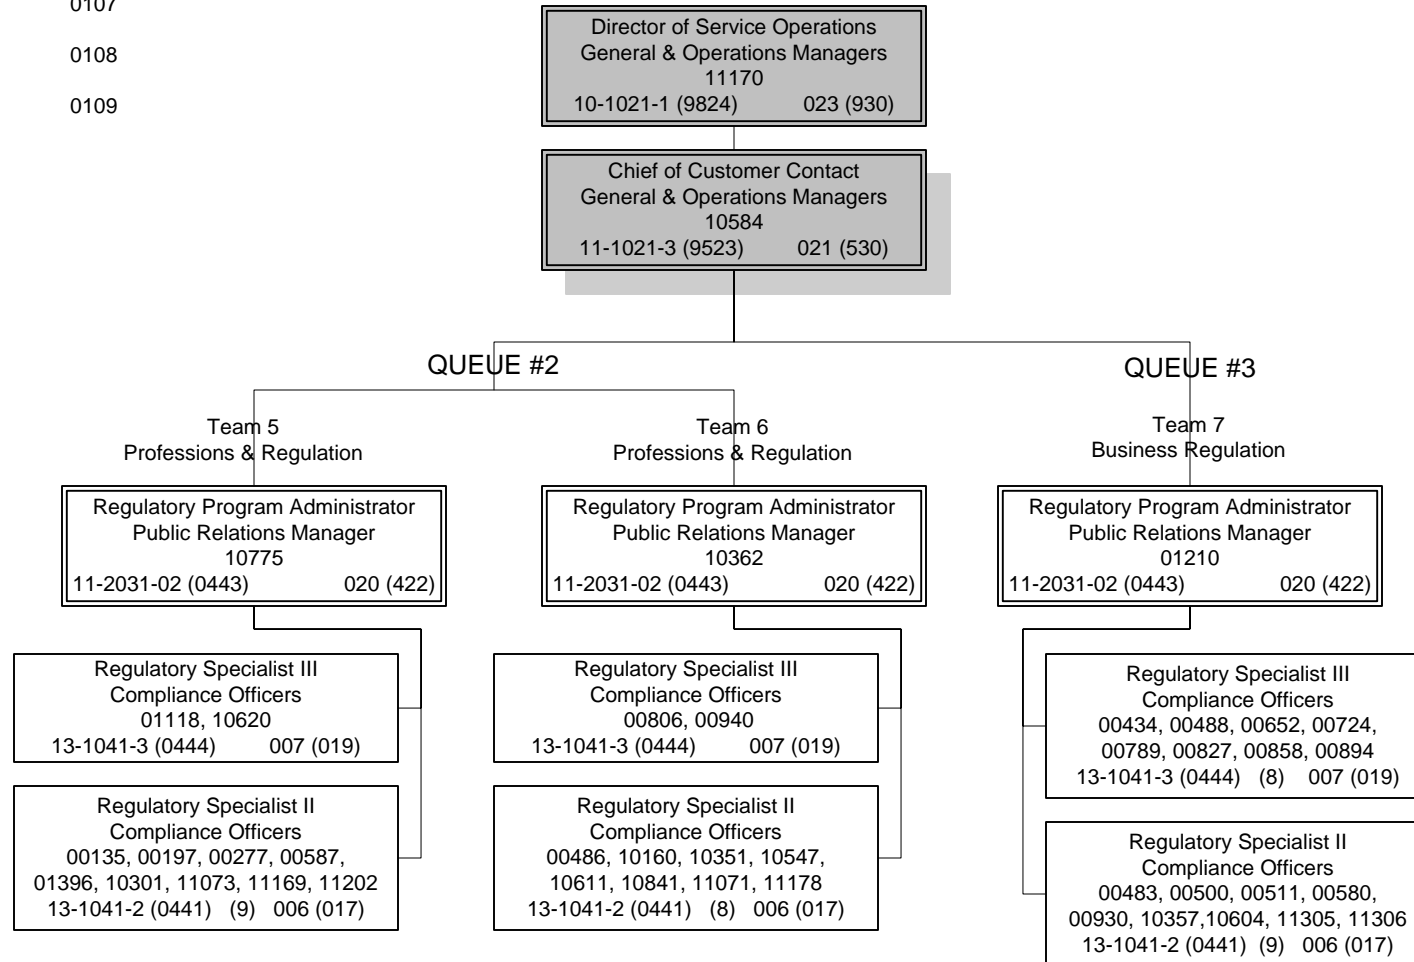 0107
0108
0109
Director of Service Operations
General & Operations Managers
11170
10-1021-1 (9824) 023 (930)
Chief of Customer Contact
General & Operations Managers
10584
11-1021-3 (9523) 021 (530)
QUEUE #2
QUEUE #3
Team 5
Professions & Regulation
Team 6
Professions & Regulation
Team 7
Business Regulation
Regulatory Program Administrator
Public Relations Manager
10775
11-2031-02 (0443) 020 (422)
Regulatory Program Administrator
Public Relations Manager
10362
11-2031-02 (0443) 020 (422)
Regulatory Program Administrator
Public Relations Manager
01210
11-2031-02 (0443) 020 (422)
Regulatory Specialist III
Compliance Officers
01118, 10620
13-1041-3 (0444) 007 (019)
Regulatory Specialist III
Compliance Officers
00806, 00940
13-1041-3 (0444) 007 (019)
Regulatory Specialist III
Compliance Officers
00434, 00488, 00652, 00724,
00789, 00827, 00858, 00894
13-1041-3 (0444) (8) 007 (019)
Regulatory Specialist II
Compliance Officers
00135, 00197, 00277, 00587,
01396, 10301, 11073, 11169, 11202
13-1041-2 (0441) (9) 006 (017)
Regulatory Specialist II
Compliance Officers
00486, 10160, 10351, 10547,
10611, 10841, 11071, 11178
13-1041-2 (0441) (8) 006 (017)
Regulatory Specialist II
Compliance Officers
00483, 00500, 00511, 00580,
00930, 10357,10604, 11305, 11306
13-1041-2 (0441) (9) 006 (017)